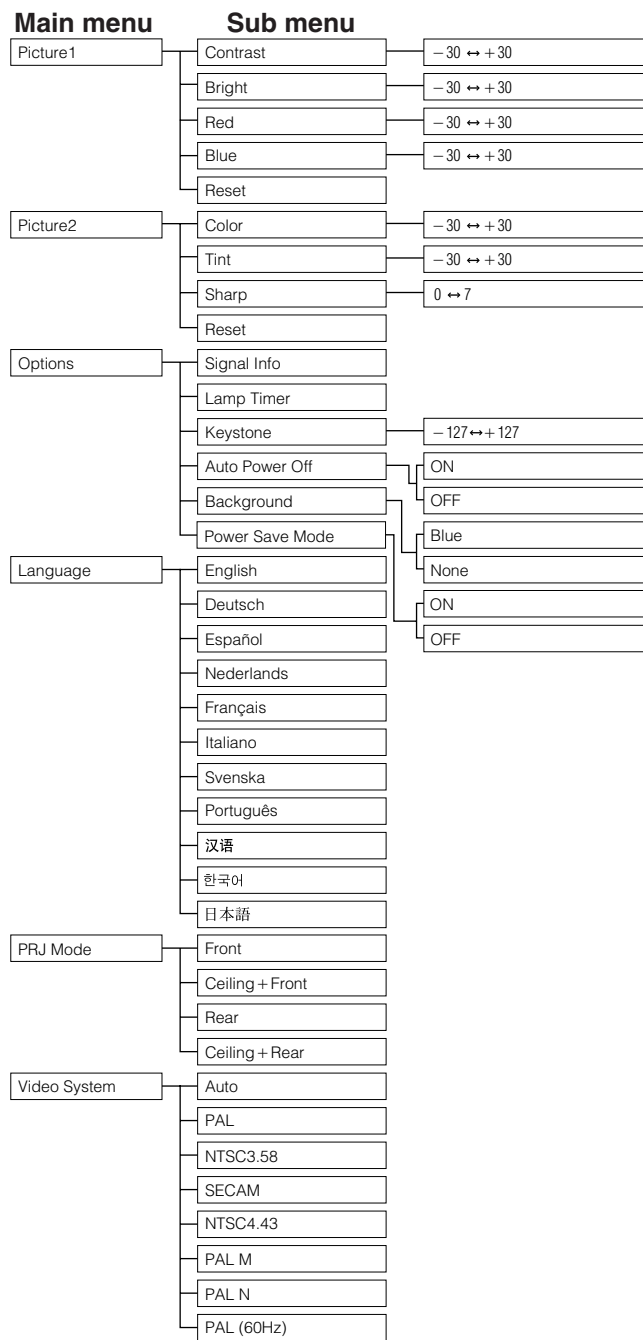 Main menu Sub menu
Picture1 Contrast −30 ↔ +30
Bright −30 ↔ +30
Red −30 ↔ +30
Blue −30 ↔ +30
Reset
Picture2 Color −30 ↔ +30
Tint −30 ↔ +30
Sharp 0 ↔ 7
Reset
Options Signal Info
Lamp Timer
Keystone −127↔+127
Auto Power Off ON
Background OFF
Power Save Mode Blue
Language English None
Deutsch ON
Español OFF
Nederlands
Français
Italiano
Svenska
Português
汉语
한국어
日本語
PRJ Mode Front
Ceiling+Front
Rear
Ceiling+Rear
Video System Auto
PAL
NTSC3.58
SECAM
NTSC4.43
PAL M
PAL N
PAL (60Hz)